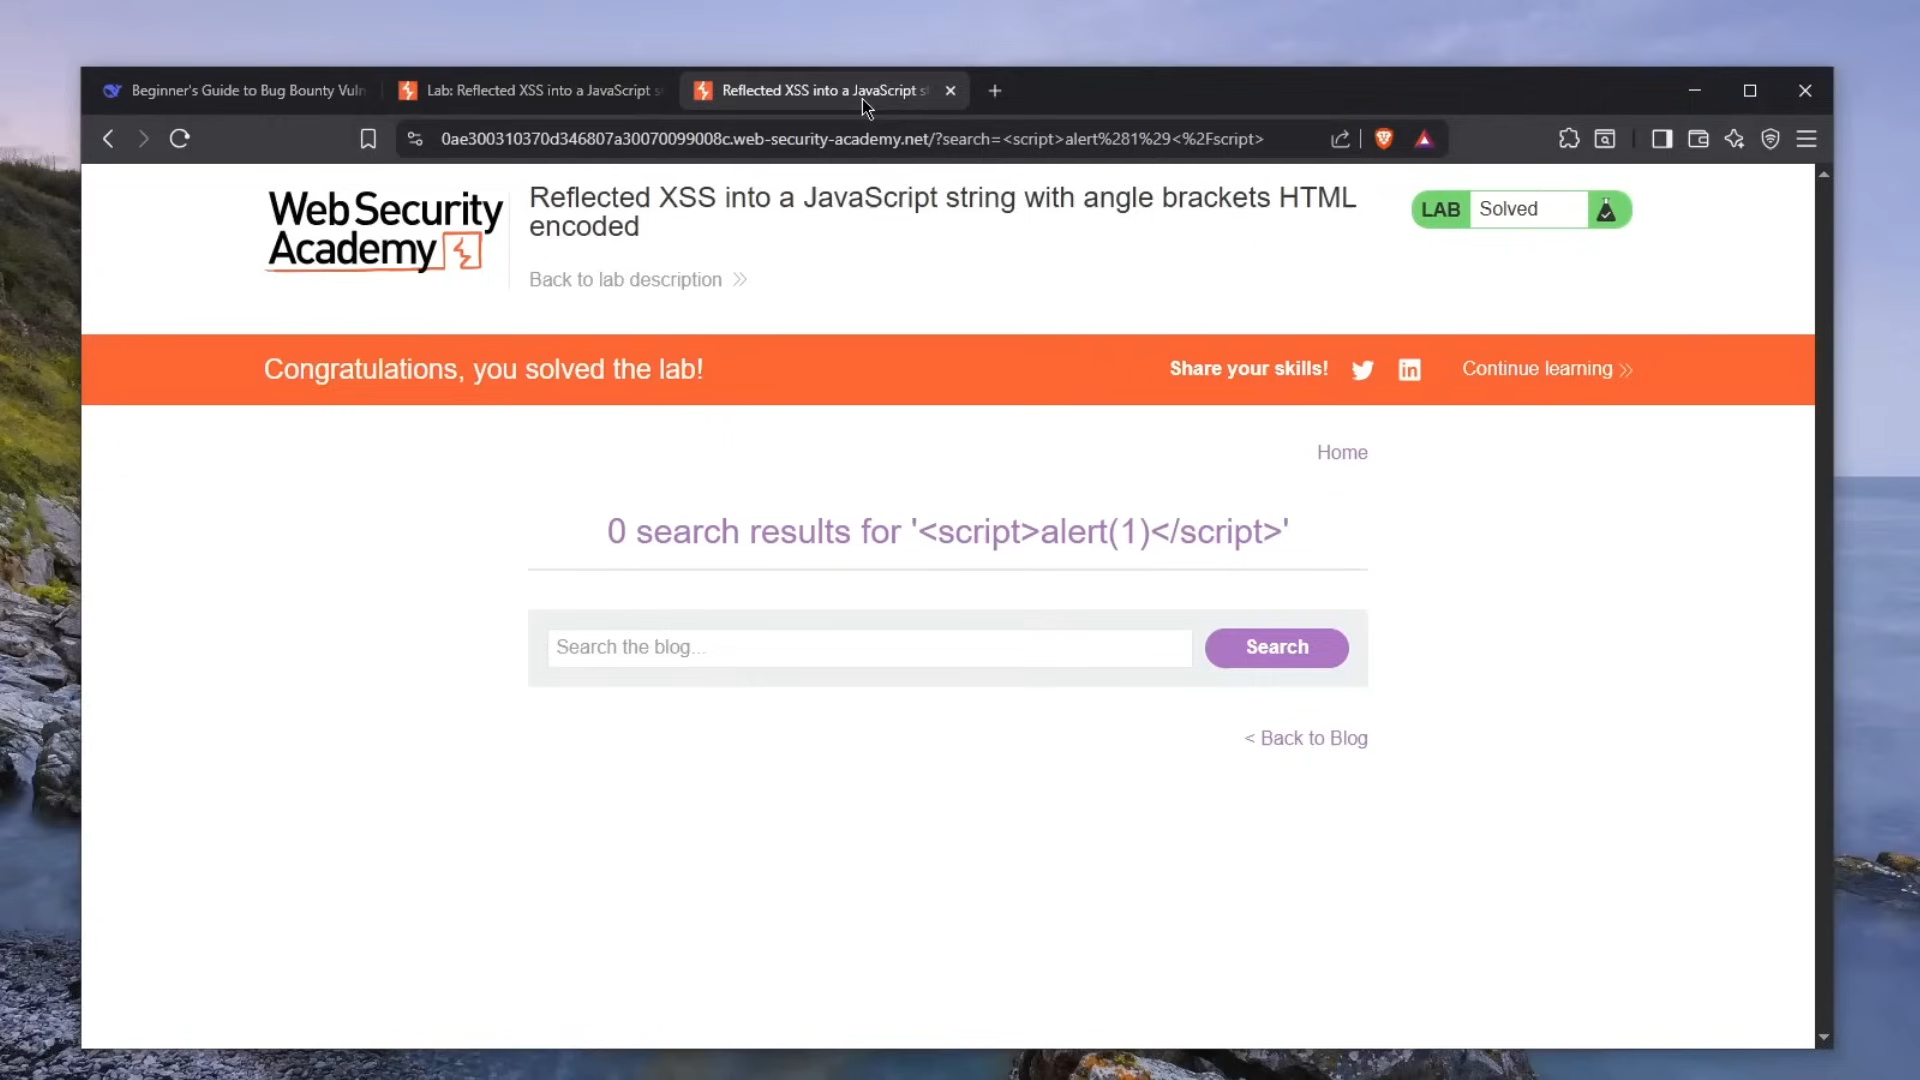 Beginner's Guide to Bug Bounty Vuln
Lab: Reflected XSS into a JavaScript s
Reflected XSS into a JavaScript s
0ae300310370d346807a30070099008c.web-security-academy.net/?search=<script>alert%281%29<%2Fscript>
Web Security
Academy
Reflected XSS into a JavaScript string with angle brackets HTML
encoded
Back to lab description
LAB Solved
Congratulations, you solved the lab!
Share your skills!
Continue learning
Home
0 search results for '<script>alert(1)</script>'
Search the blog...
Search
< Back to Blog